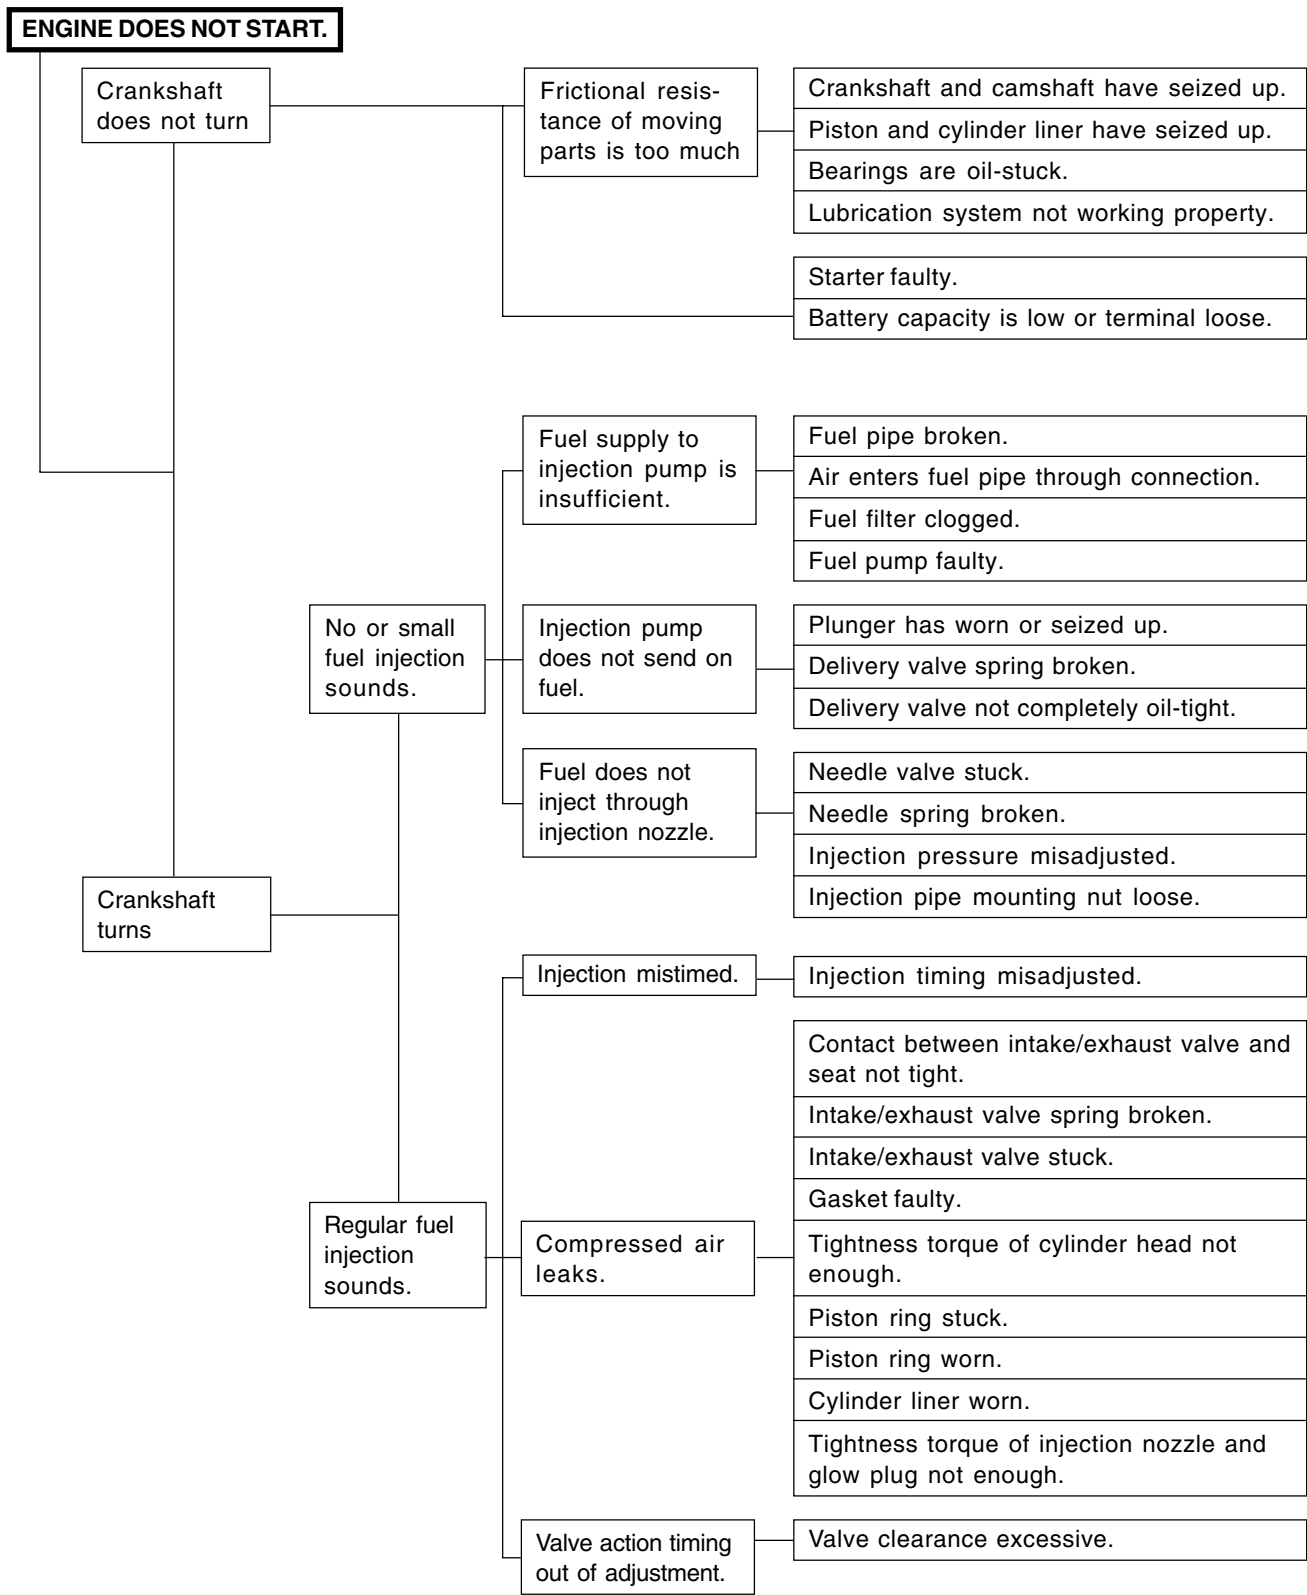 ENGINE DOES NOT START.
Crankshaft
does not turn
Frictional resis-
tance of moving
parts is too much
Crankshaft and camshaft have seized up.
Piston and cylinder liner have seized up.
Bearings are oil-stuck.
Lubrication system not working property.
Starter faulty.
Battery capacity is low or terminal loose.
Crankshaft
turns
No or small
fuel injection
sounds.
Fuel supply to
injection pump is
insufficient.
Fuel pipe broken.
Air enters fuel pipe through connection.
Fuel filter clogged.
Fuel pump faulty.
Injection pump
does not send on
fuel.
Plunger has worn or seized up.
Delivery valve spring broken.
Delivery valve not completely oil-tight.
Fuel does not
inject through
injection nozzle.
Needle valve stuck.
Needle spring broken.
Injection pressure misadjusted.
Injection pipe mounting nut loose.
Regular fuel
injection
sounds.
Injection mistimed.
Injection timing misadjusted.
Compressed air
leaks.
Contact between intake/exhaust valve and
seat not tight.
Intake/exhaust valve spring broken.
Intake/exhaust valve stuck.
Gasket faulty.
Tightness torque of cylinder head not
enough.
Piston ring stuck.
Piston ring worn.
Cylinder liner worn.
Tightness torque of injection nozzle and
glow plug not enough.
Valve action timing
out of adjustment.
Valve clearance excessive.